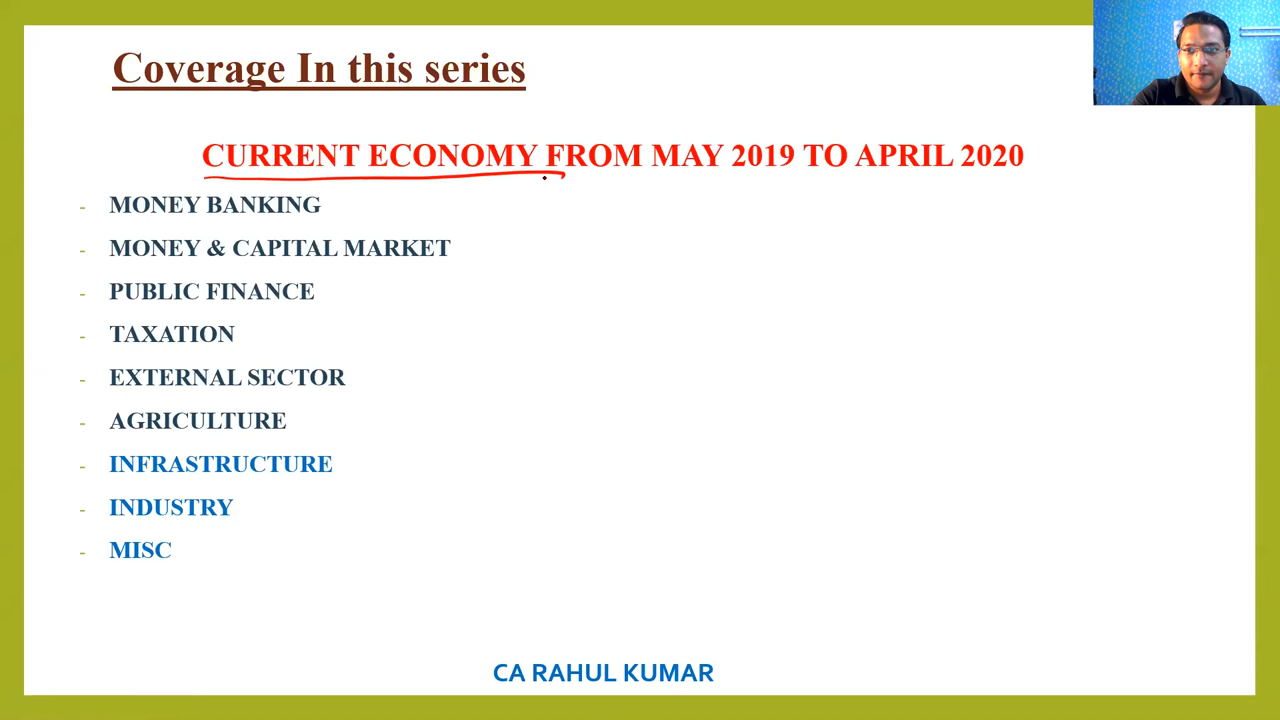 Coverage In this series
CURRENT ECONOMY FROM MAY 2019 TO APRIL 2020
- MONEY BANKING
- MONEY & CAPITAL MARKET
- PUBLIC FINANCE
- TAXATION
- EXTERNAL SECTOR
- AGRICULTURE
- INFRASTRUCTURE
- INDUSTRY
- MISC
CA RAHUL KUMAR